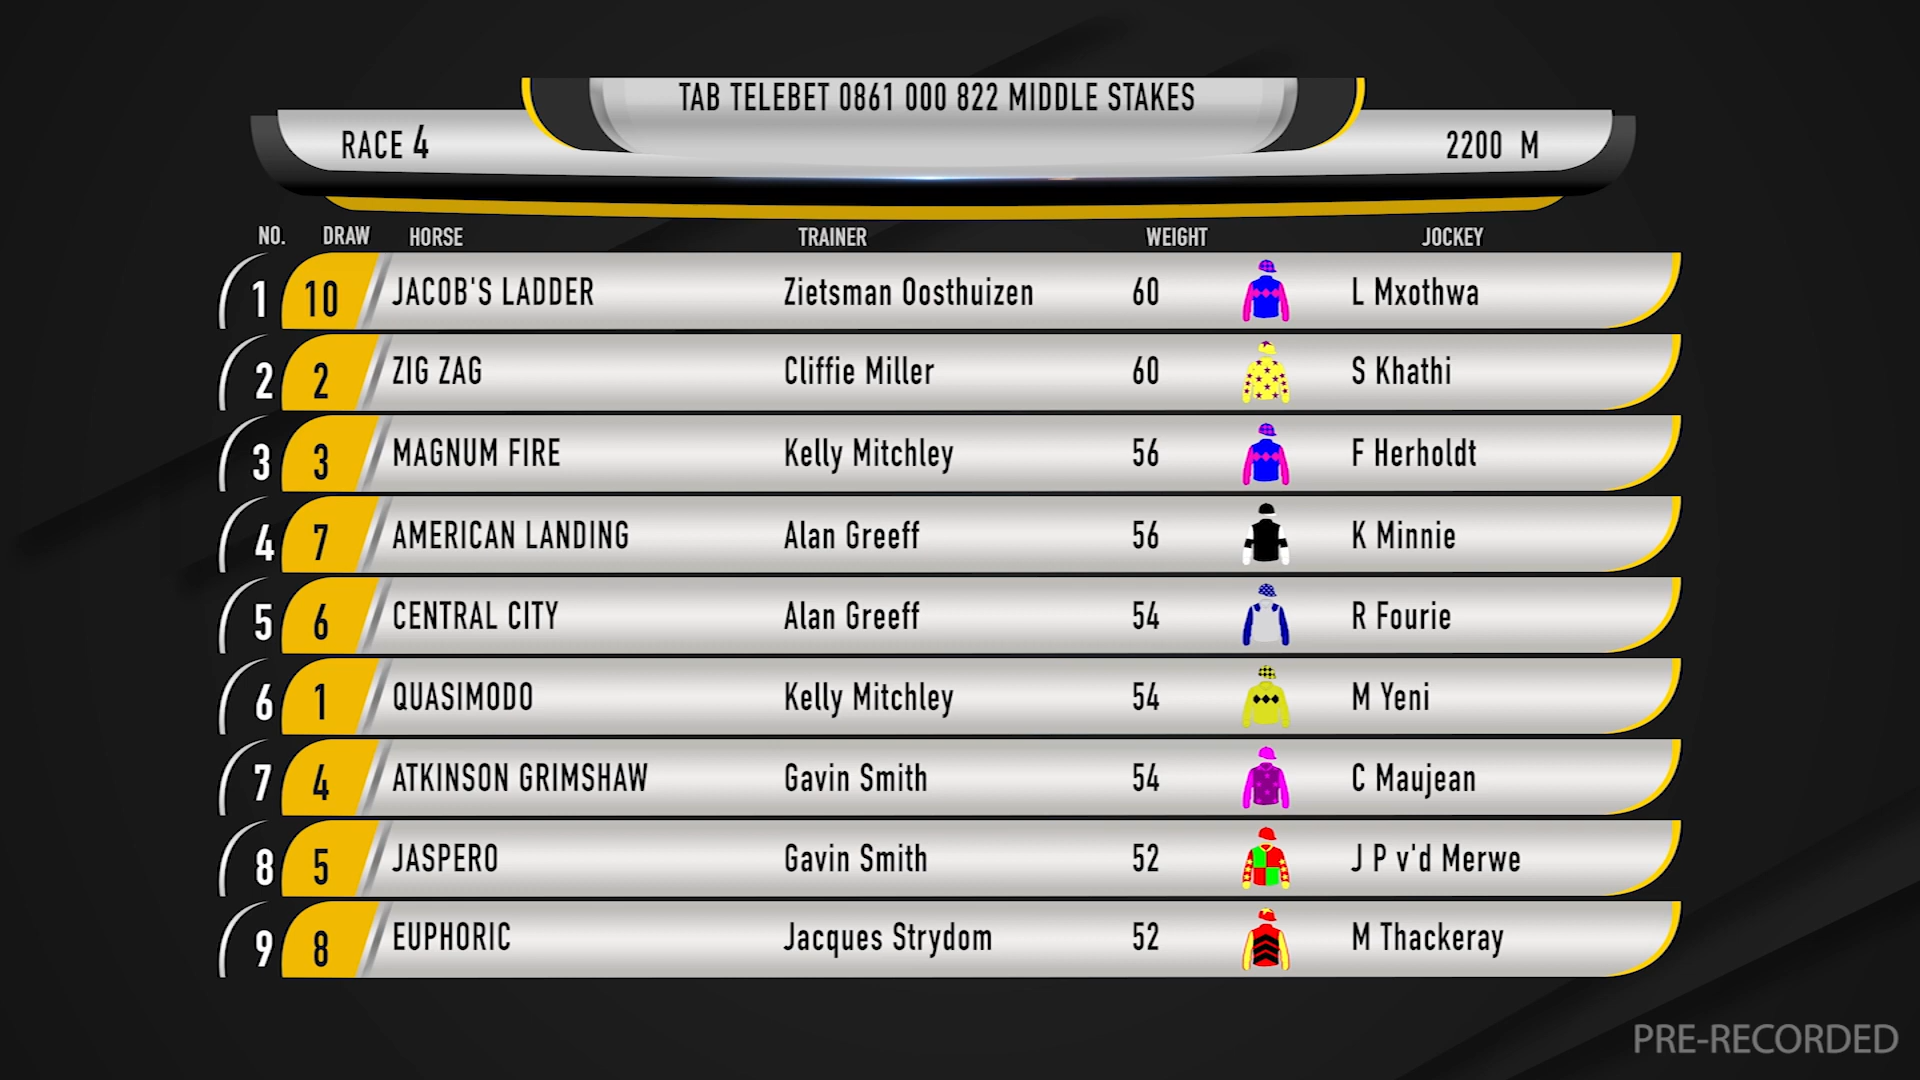 TAB TELEBET 0861 000 822 MIDDLE STAKES
RACE 4 2200 M
NO. DRAW HORSE TRAINER WEIGHT JOCKEY
1 10 JACOB'S LADDER Zietsman Oosthuizen 60 L Mxothwa
2 2 ZIG ZAG Cliffie Miller 60 S Khathi
3 3 MAGNUM FIRE Kelly Mitchley 56 F Herholdt
4 7 AMERICAN LANDING Alan Greeff 56 K Minnie
5 6 CENTRAL CITY Alan Greeff 54 R Fourie
6 1 QUASIMODO Kelly Mitchley 54 M Yeni
7 4 ATKINSON GRIMSHAW Gavin Smith 54 C Maujean
8 5 JASPERO Gavin Smith 52 J P v'd Merwe
9 8 EUPHORIC Jacques Strydom 52 M Thackeray
PRE-RECORDED